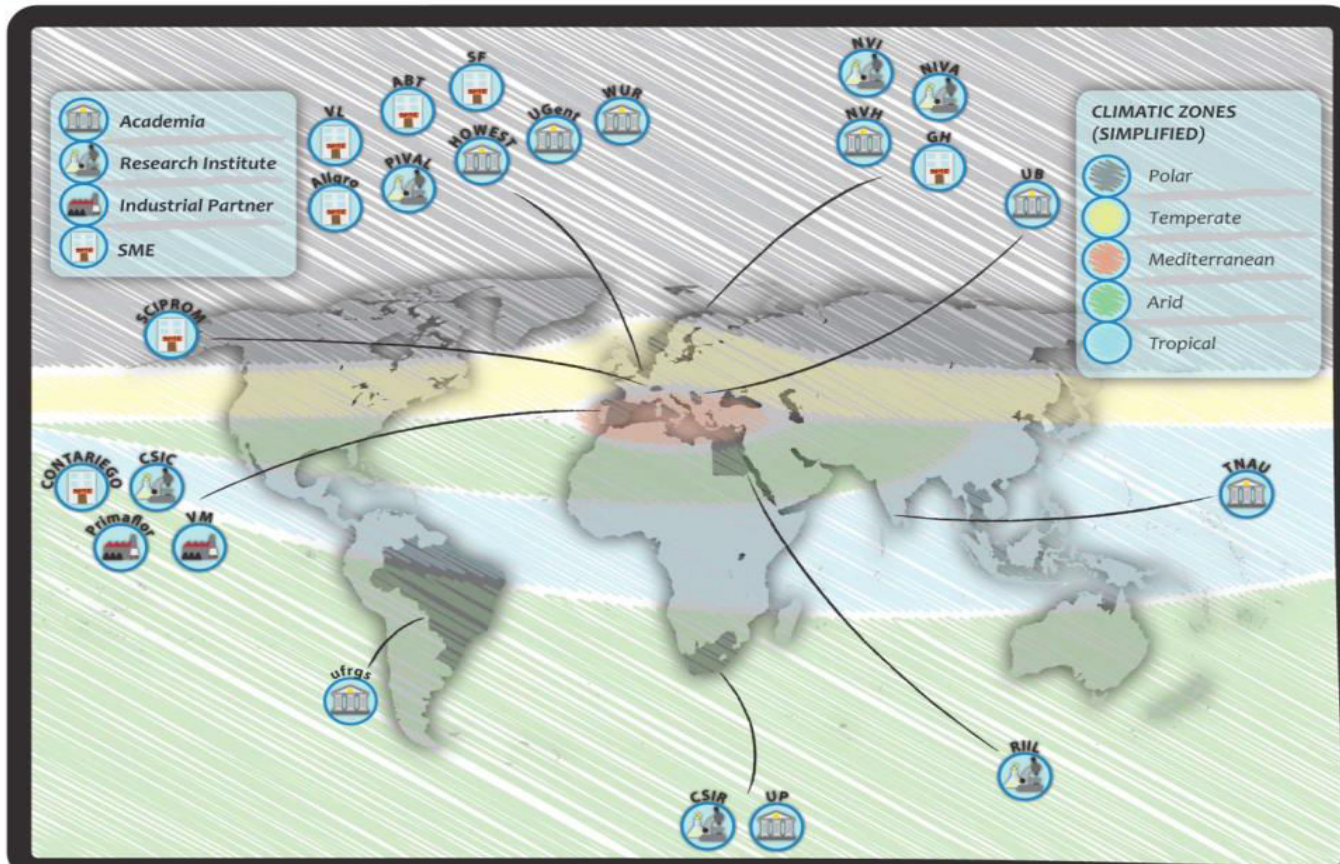 Academia
Research Institute
Industrial Partner
SME
VL
ABT
SF
Allgro
PIVAL
HOWEST
UGent
WUR
NVI
NIVA
NVH
GH
UB
CLIMATIC ZONES
(SIMPLIFIED)
Polar
Temperate
Mediterranean
Arid
Tropical
SCIPROM
CONTARIEGO
CSIC
Primaflor
VM
TNAU
ufrgs
RIIL
CSIR
UP